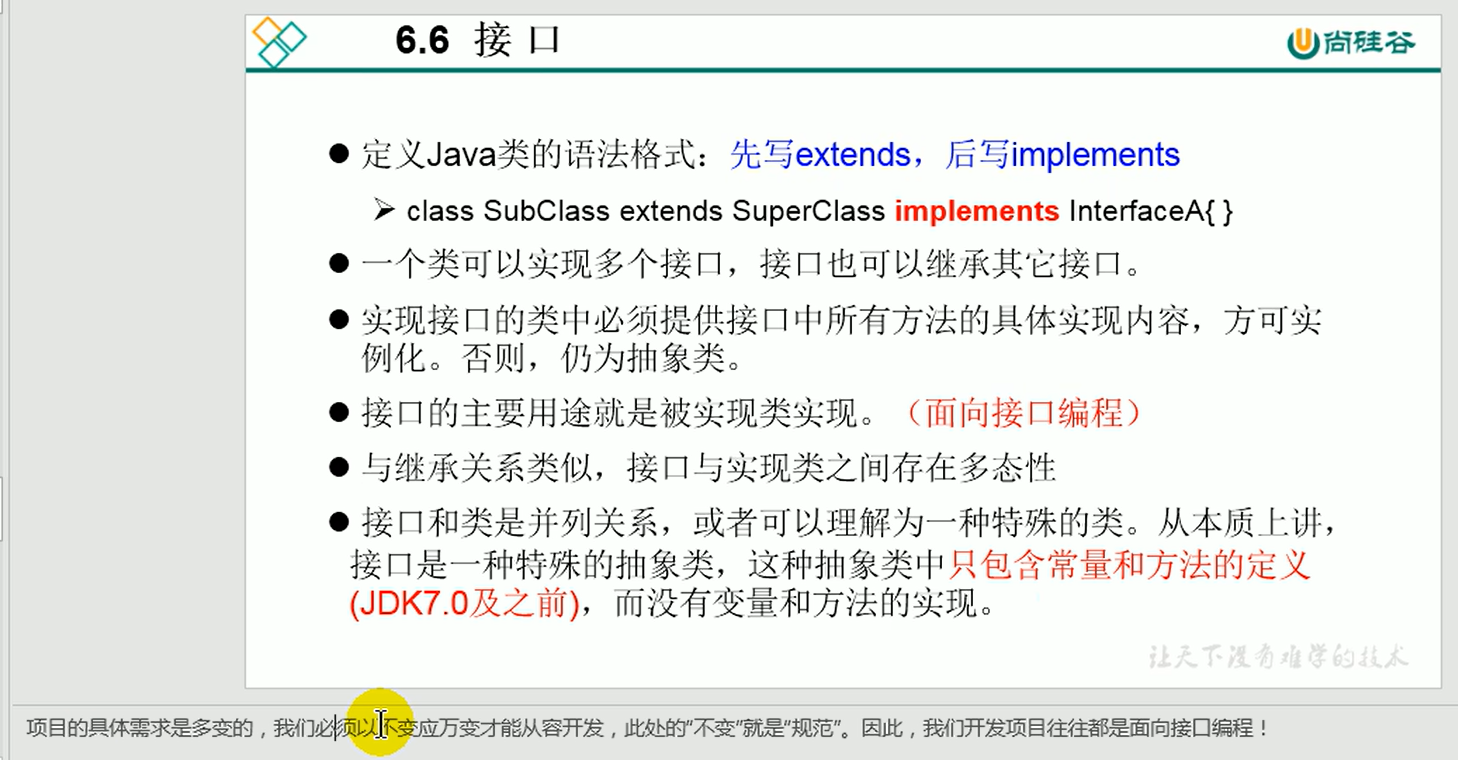 6.6 接 口
尚硅谷
● 定义Java类的语法格式：先写extends，后写implements
➢ class SubClass extends SuperClass implements InterfaceA{ }
● 一个类可以实现多个接口，接口也可以继承其它接口。
● 实现接口的类中必须提供接口中所有方法的具体实现内容，方可实
例化。否则，仍为抽象类。
● 接口的主要用途就是被实现类实现。（面向接口编程）
● 与继承关系类似，接口与实现类之间存在多态性
● 接口和类是并列关系，或者可以理解为一种特殊的类。从本质上讲，
接口是一种特殊的抽象类，这种抽象类中只包含常量和方法的定义
(JDK7.0及之前)，而没有变量和方法的实现。
让天下没有难学的技术
项目的具体需求是多变的，我们必须以不变应万变才能从容开发，此处的“不变”就是“规范”。因此，我们开发项目往往都是面向接口编程！